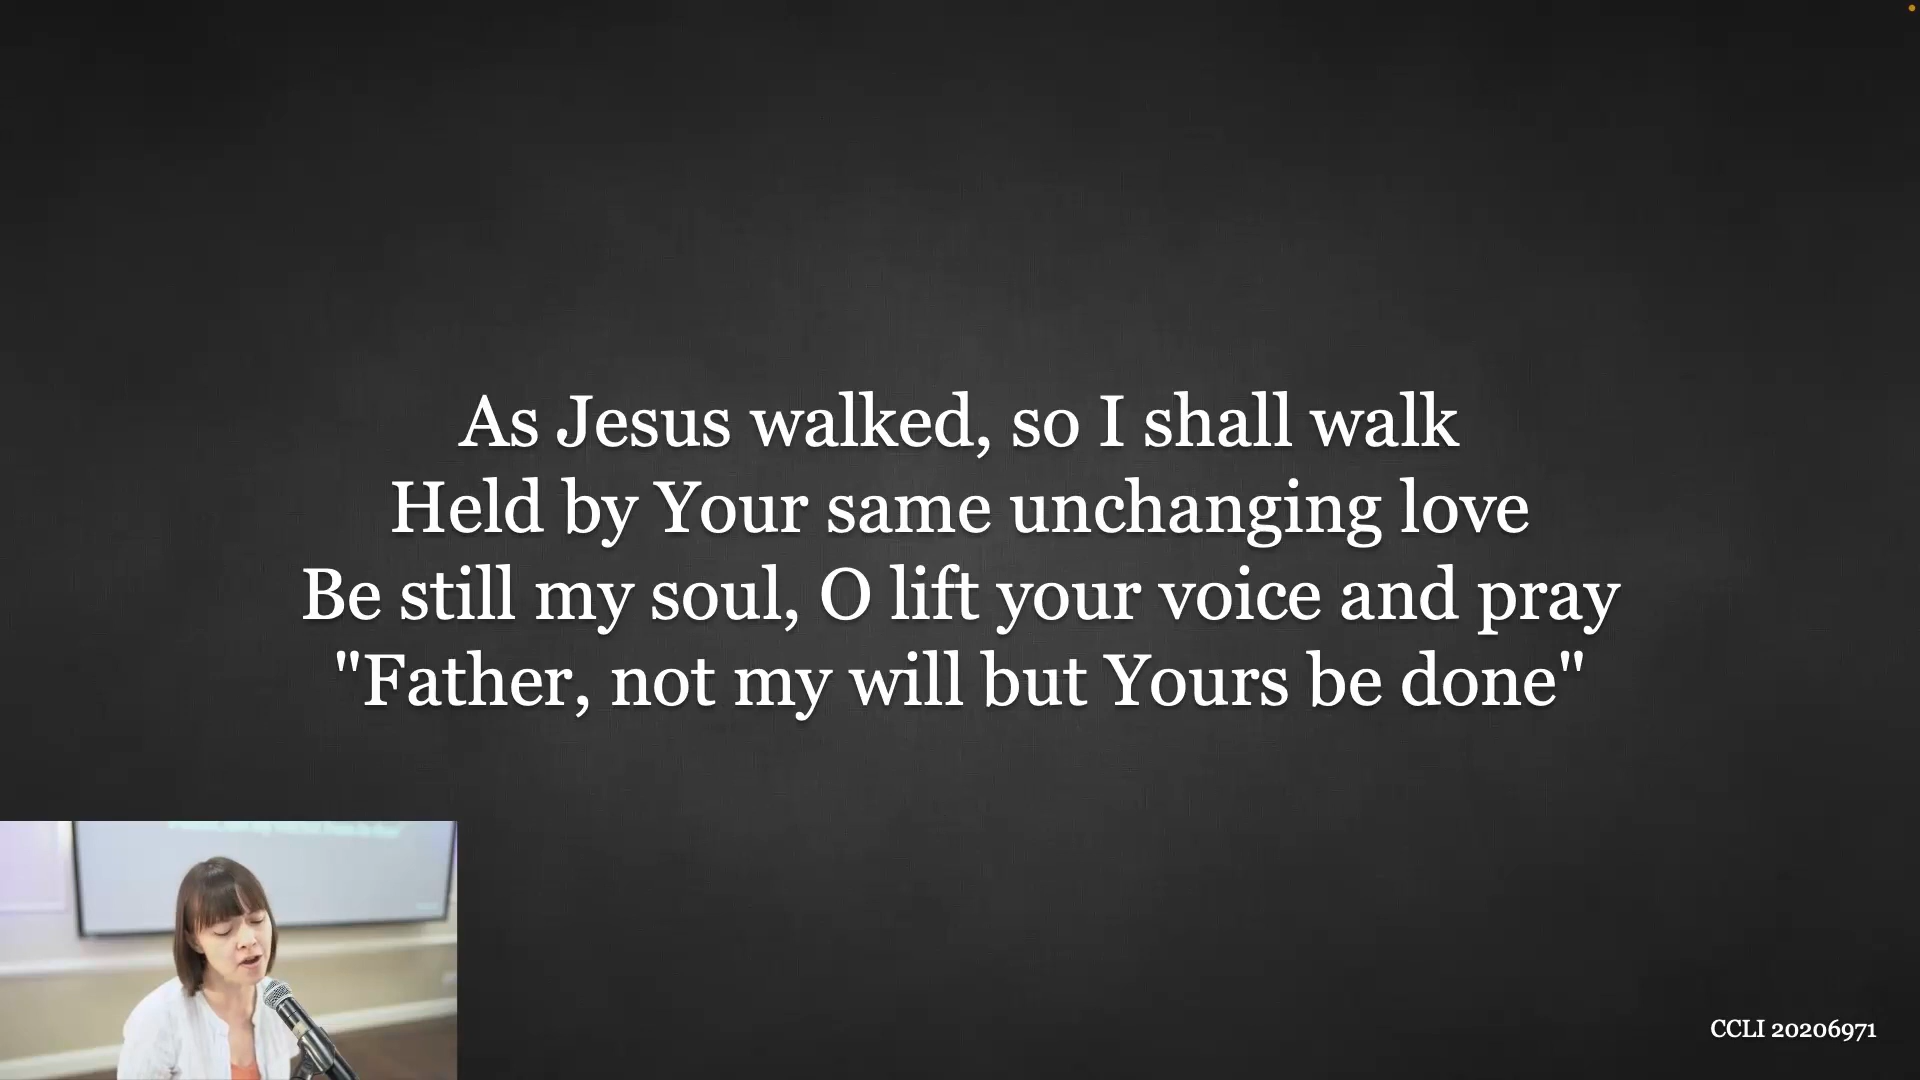 As Jesus walked, so I shall walk
Held by Your same unchanging love
Be still my soul, O lift your voice and pray
"Father, not my will but Yours be done"
CCLI 20206971